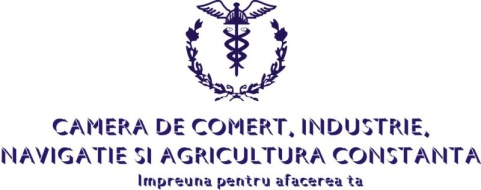 CAMERA DE COMERT, INDUSTRIE,
NAVIGATIE SI AGRICULTURA CONSTANTA
Impreuna pentru afacerea ta